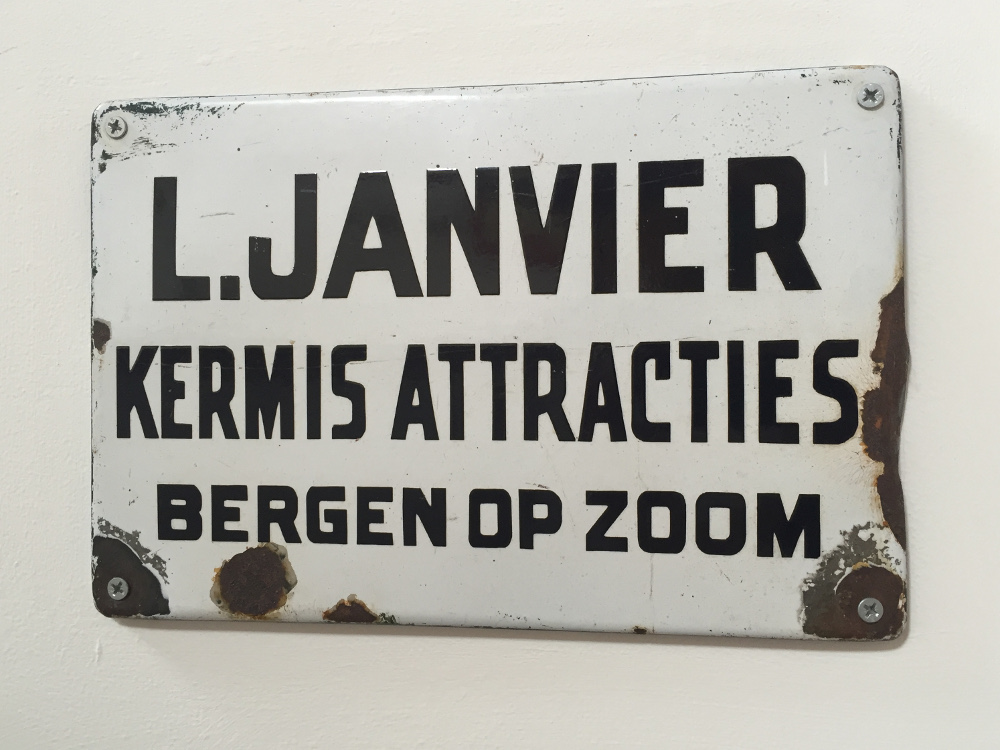 L.JANVIER
KERMIS ATTRACTIES
BERGEN OP ZOOM